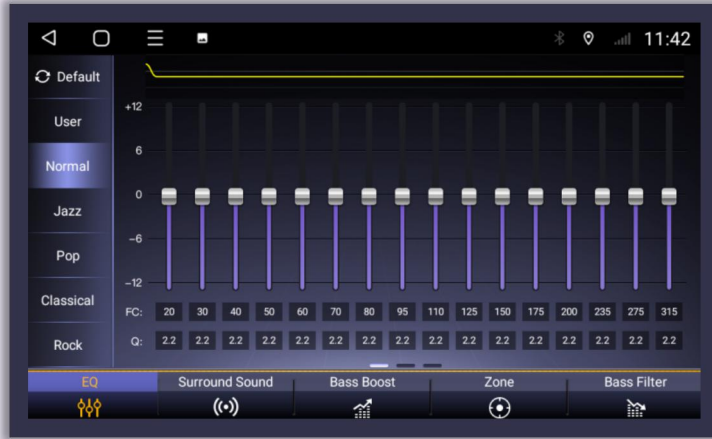 11:42
Default
User
Normal
Jazz
Pop
Classical
Rock
+12
6
0
−6
−12
FC: 20 30 40 50 60 70 80 95 110 125 150 175 200 235 275 315
Q: 2.2 2.2 2.2 2.2 2.2 2.2 2.2 2.2 2.2 2.2 2.2 2.2 2.2 2.2 2.2 2.2
EQ Surround Sound Bass Boost Zone Bass Filter